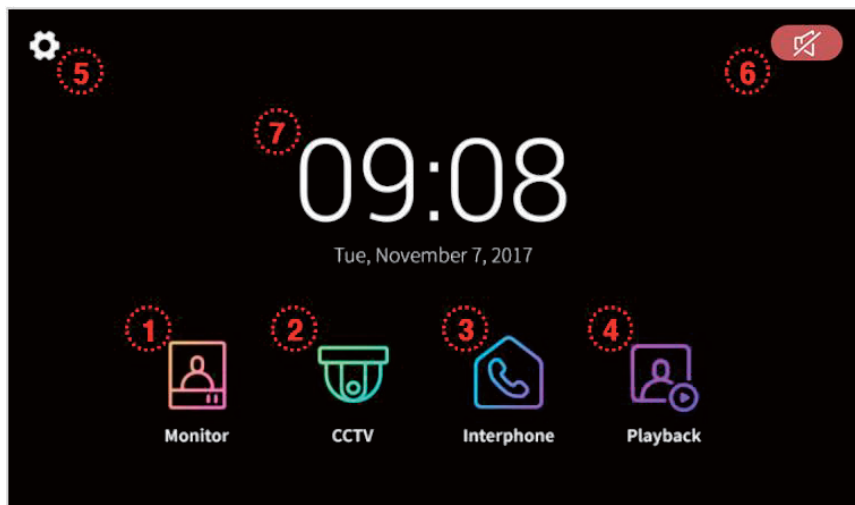 5
6
7
09:08
Tue, November 7, 2017
1
2
3
4
Monitor
CCTV
Interphone
Playback